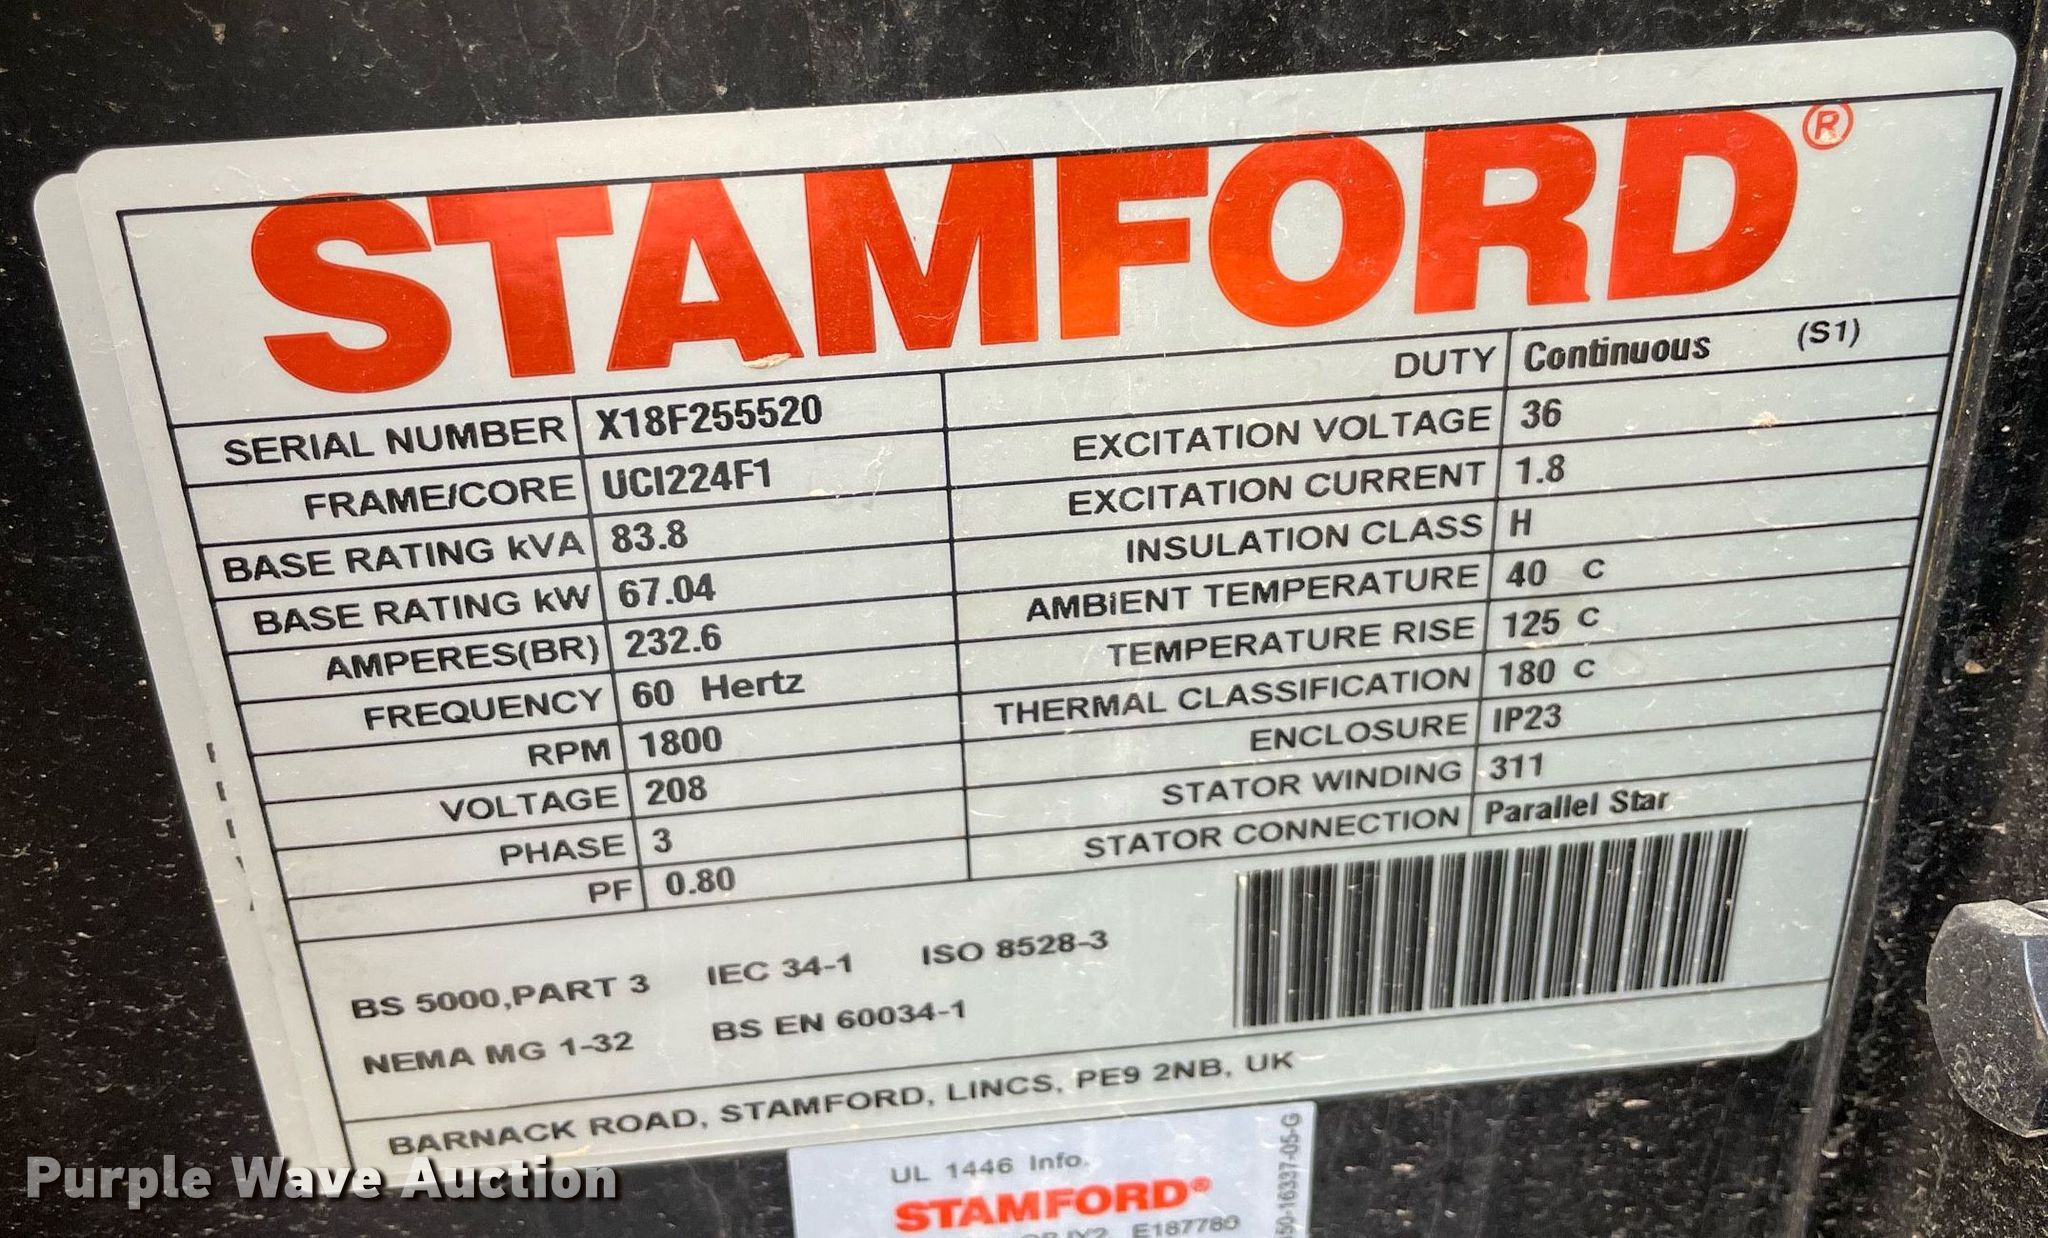 STAMFORD®
DUTY Continuous (S1)
SERIAL NUMBER X18F255520
EXCITATION VOLTAGE 36
FRAME/CORE UCI224F1
EXCITATION CURRENT 1.8
BASE RATING kVA 83.8
INSULATION CLASS H
BASE RATING kW 67.04
AMBiENT TEMPERATURE 40 C
AMPERES(BR) 232.6
TEMPERATURE RISE 125 C
FREQUENCY 60 Hertz
THERMAL CLASSIFICATION 180 C
RPM 1800
ENCLOSURE IP23
VOLTAGE 208
STATOR WINDING 311
PHASE 3
STATOR CONNECTION Parallel Star
PF 0.80
BS 5000,PART 3 IEC 34-1 ISO 8528-3
NEMA MG 1-32 BS EN 60034-1
BARNACK ROAD, STAMFORD, LINCS, PE9 2NB, UK
UL 1446 Info.
STAMFORD®
E187780
50-16337-05-G
Purple Wave Auction